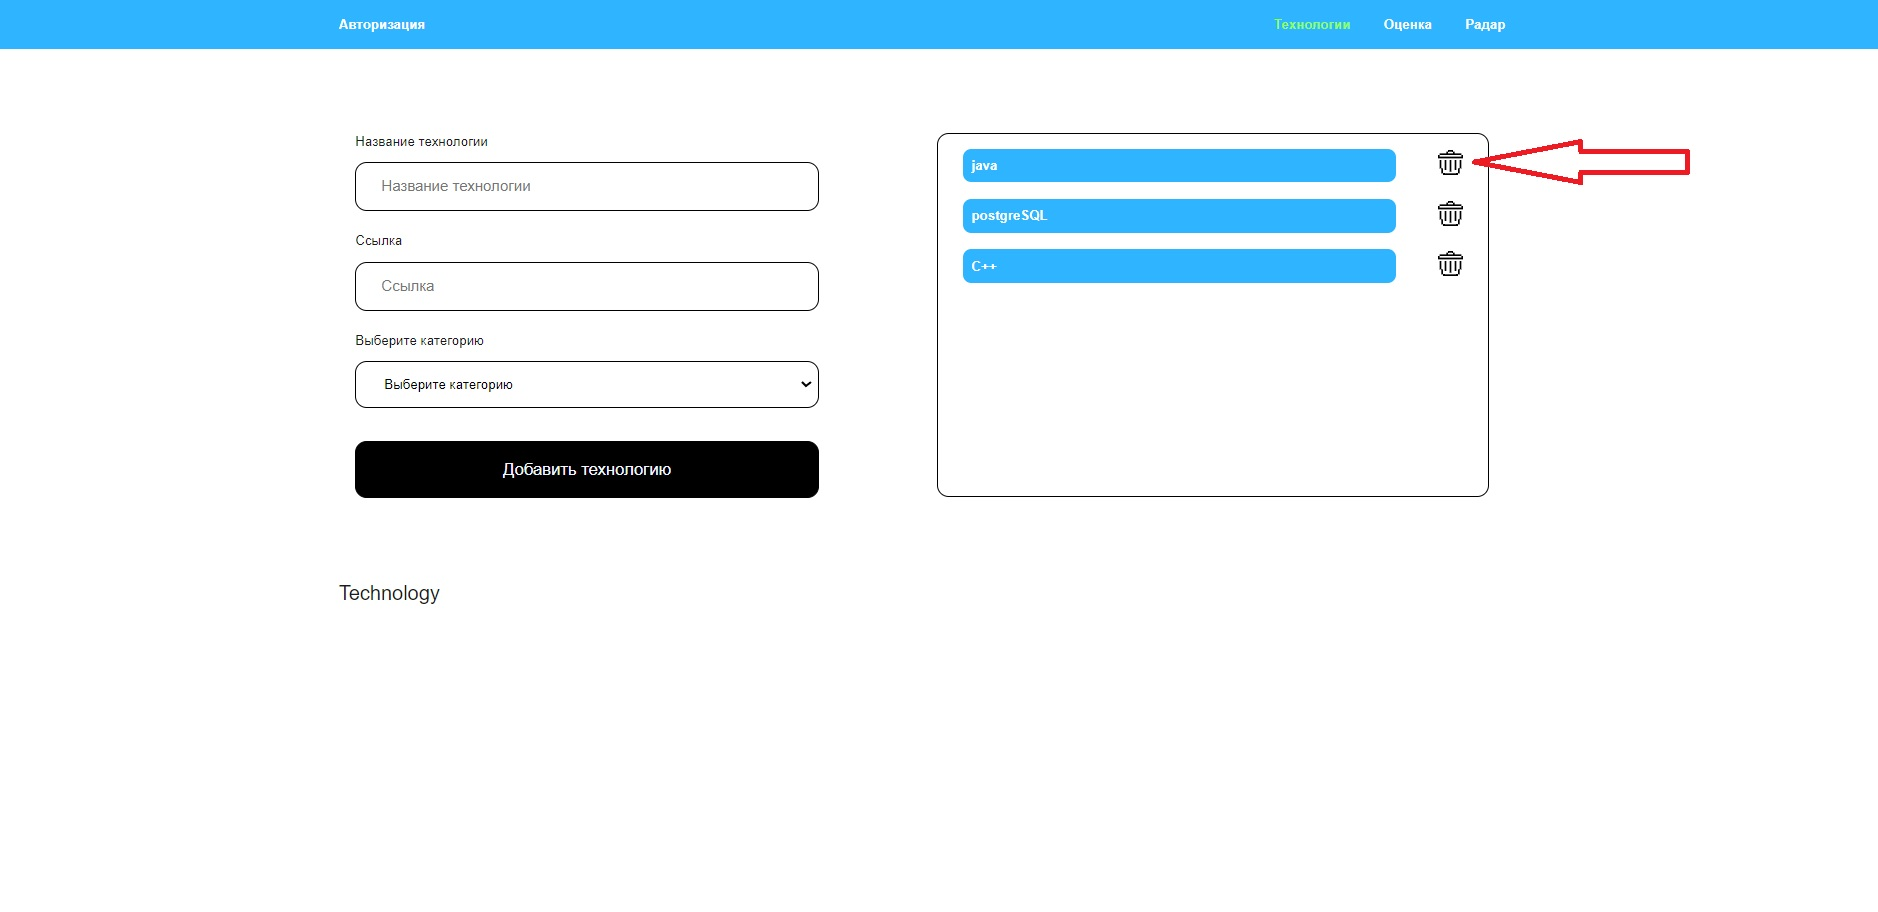 Авторизация
Технологии
Оценка
Радар
Название технологии
Название технологии
Ссылка
Ссылка
Выберите категорию
Выберите категорию
Добавить технологию
java
postgreSQL
C++
Technology